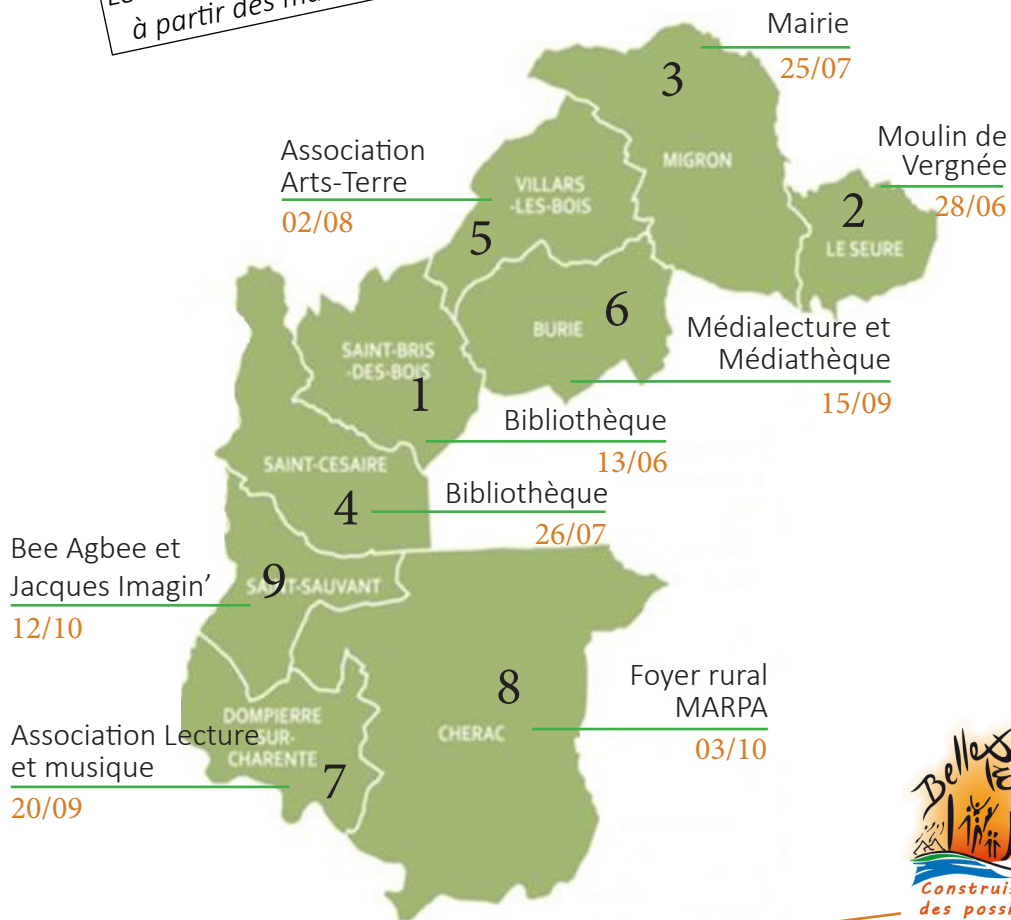 à partir des
Mairie
25/07
3
MIGRON
Moulin de
Vergnée
28/06
2
LE SEURE
Association
Arts-Terre
02/08
VILLARS
-LES-BOIS
5
6
BURIE
Médialecture et
Médiathèque
15/09
SAINT-BRIS
-DES-BOIS
1
Bibliothèque
13/06
SAINT-CESAIRE
4
Bibliothèque
26/07
Bee Agbee et
Jacques Imagin’
12/10
9
SAINT-SAUVANT
8
CHERAC
Foyer rural
MARPA
03/10
DOMPIERRE
-SUR-
CHARENTE
7
Association Lecture
et musique
20/09
Belle
Construis
des possi